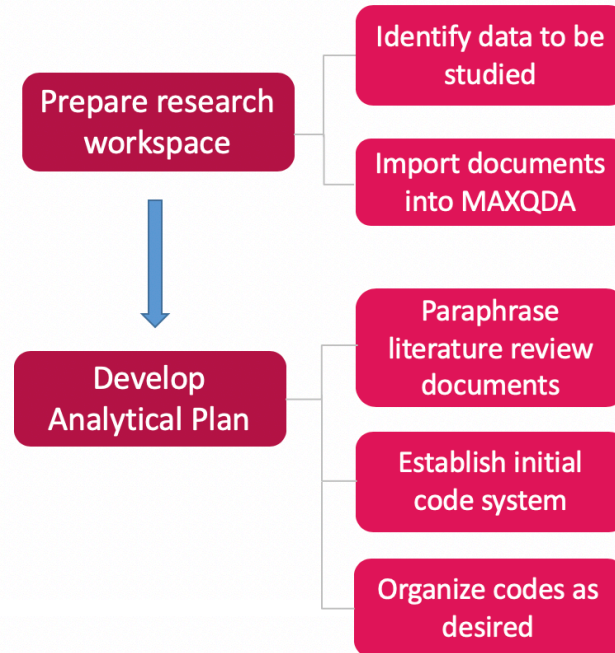 Prepare research
workspace
Identify data to be
studied
Import documents
into MAXQDA
Develop
Analytical Plan
Paraphrase
literature review
documents
Establish initial
code system
Organize codes as
desired